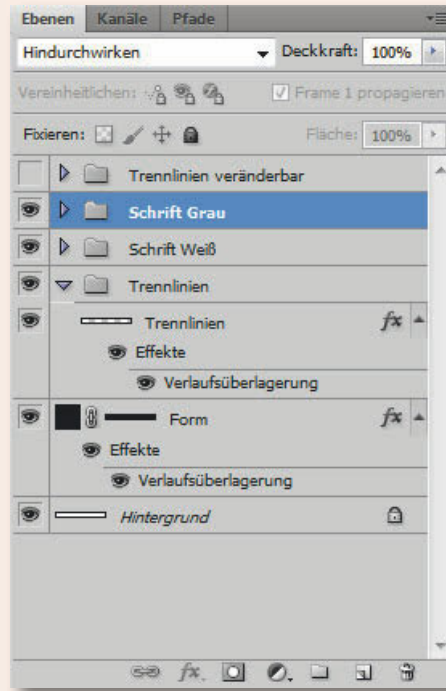 Ebenen Kanäle Pfade
Hindurchwirken Deckkraft: 100%
Vereinheitlichen: Frame 1 propagieren
Fixieren: Fläche: 100%
Trennlinien veränderbar
Schrift Grau
Schrift Weiß
Trennlinien
Trennlinien fx
Effekte
Verlaufsüberlagerung
Form fx
Effekte
Verlaufsüberlagerung
Hintergrund
fx.